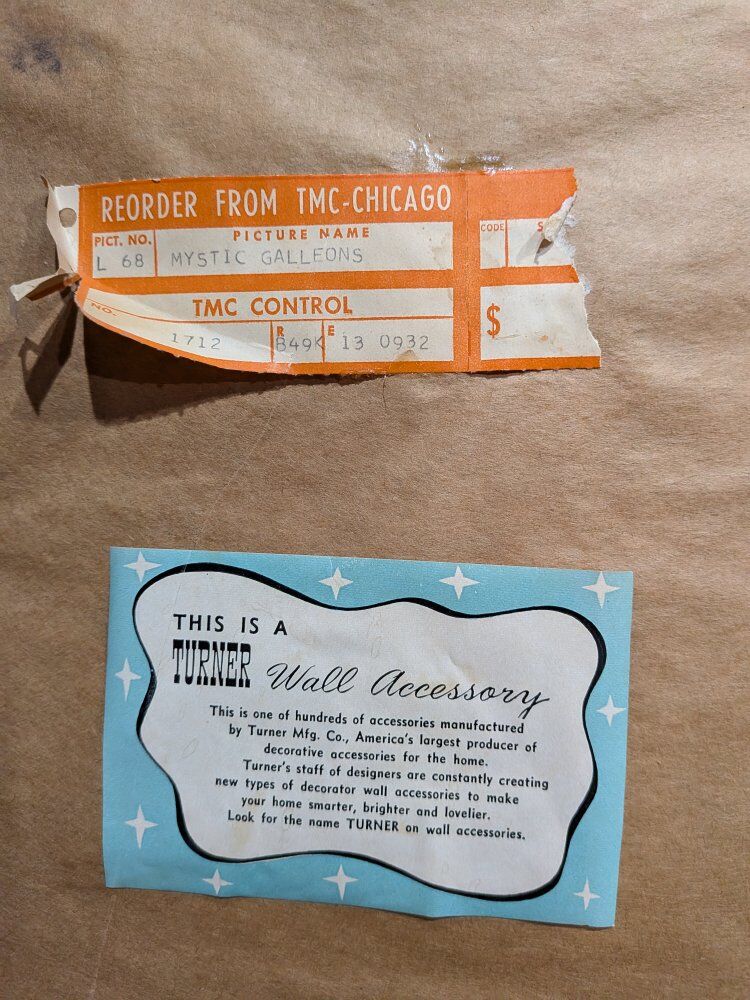 REORDER FROM TMC-CHICAGO
PICT. NO. PICTURE NAME CODE S
L 68 MYSTIC GALLEONS
NO. TMC CONTROL
$
R E
1712 B49K 13 0932
THIS IS A
TURNER Wall Accessory
This is one of hundreds of accessories manufactured
by Turner Mfg. Co., America's largest producer of
decorative accessories for the home.
Turner's staff of designers are constantly creating
new types of decorator wall accessories to make
your home smarter, brighter and lovelier.
Look for the name TURNER on wall accessories.